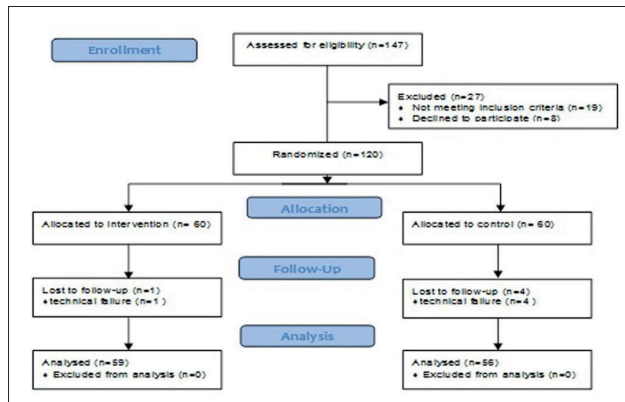 Enrollment
Assessed for eligibility (n=147)
Excluded (n=27)
♦ Not meeting inclusion criteria (n=19)
♦ Declined to participate (n=8)
Randomized (n=120)
Allocation
Allocated to intervention (n= 60)
Allocated to control (n= 60)
Follow-Up
Lost to follow-up (n=1)
♦technical failure (n=1 )
Lost to follow-up (n=4)
♦technical failure (n=4 )
Analysis
Analysed (n=59)
♦ Excluded from analysis (n=0)
Analysed (n=56)
♦ Excluded from analysis (n=0)